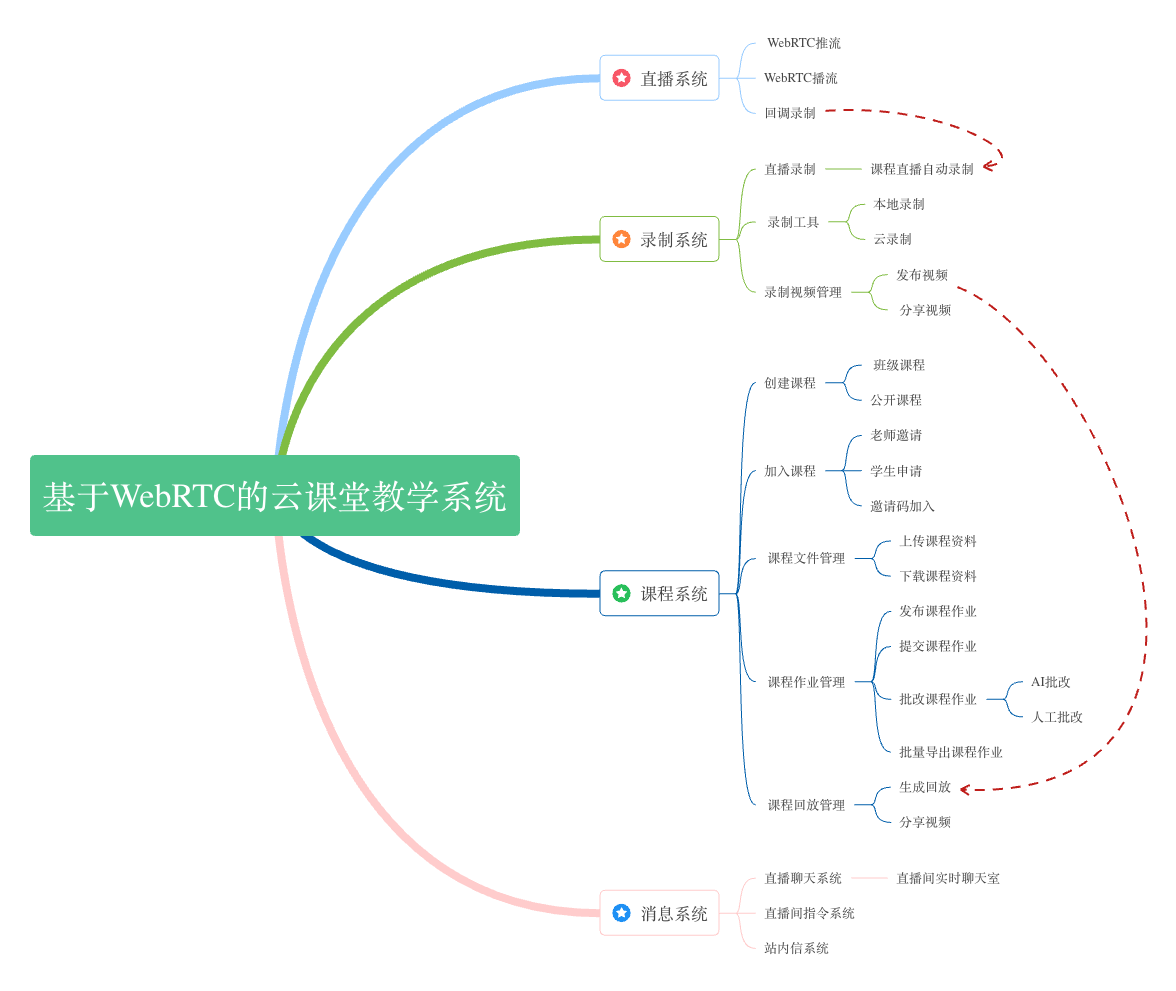 基于WebRTC的云课堂教学系统
直播系统
WebRTC推流
WebRTC播流
回调录制
录制系统
直播录制
课程直播自动录制
录制工具
本地录制
云录制
录制视频管理
发布视频
分享视频
课程系统
创建课程
班级课程
公开课程
加入课程
老师邀请
学生申请
邀请码加入
课程文件管理
上传课程资料
下载课程资料
课程作业管理
发布课程作业
提交课程作业
批改课程作业
AI批改
人工批改
批量导出课程作业
课程回放管理
生成回放
分享视频
消息系统
直播聊天系统
直播间实时聊天室
直播间指令系统
站内信系统